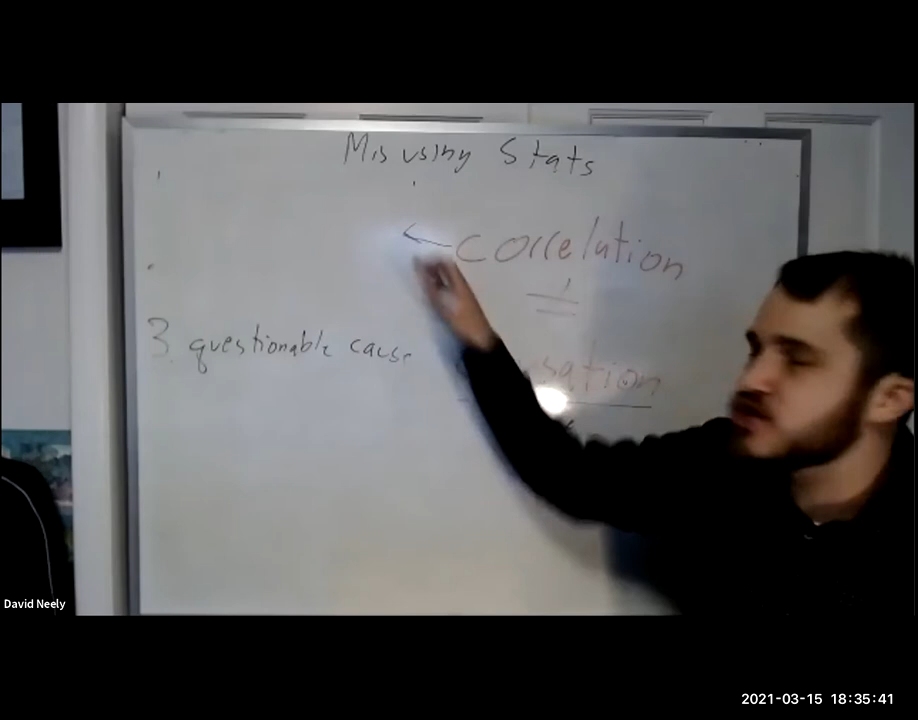 Misusing Stats
← Correlation
≠
3 questionable cause
David Neely
2021-03-15 18:35:41